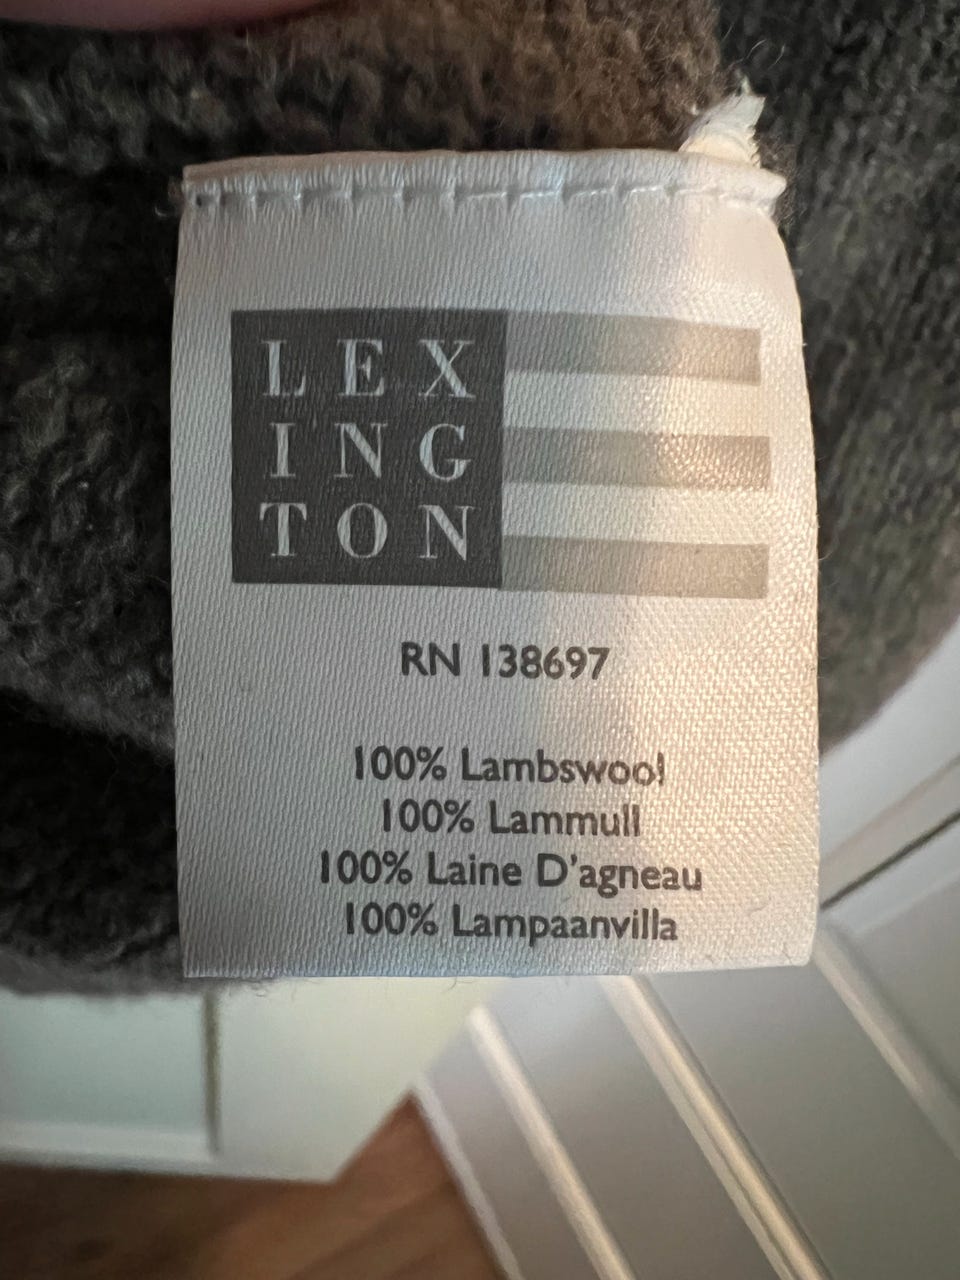 LEX
ING
TON
RN 138697
100% Lambswool
100% Lammull
100% Laine D'agneau
100% Lampaanvilla